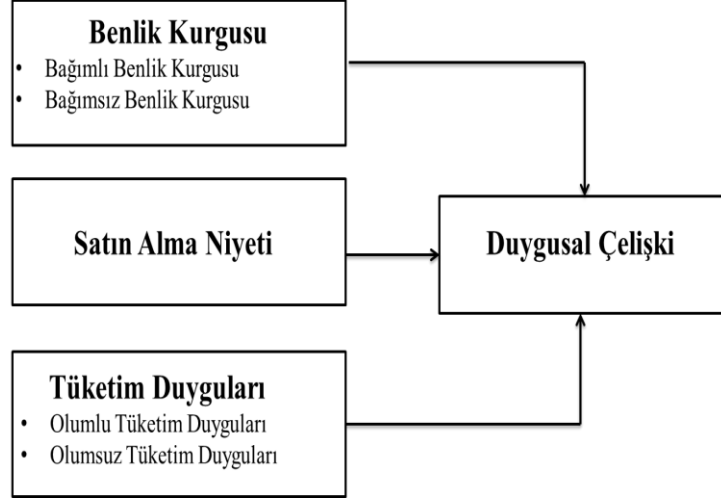 Benlik Kurgusu
• Bağımlı Benlik Kurgusu
• Bağımsız Benlik Kurgusu
Satın Alma Niyeti
Duygusal Çelişki
Tüketim Duyguları
• Olumlu Tüketim Duyguları
• Olumsuz Tüketim Duyguları